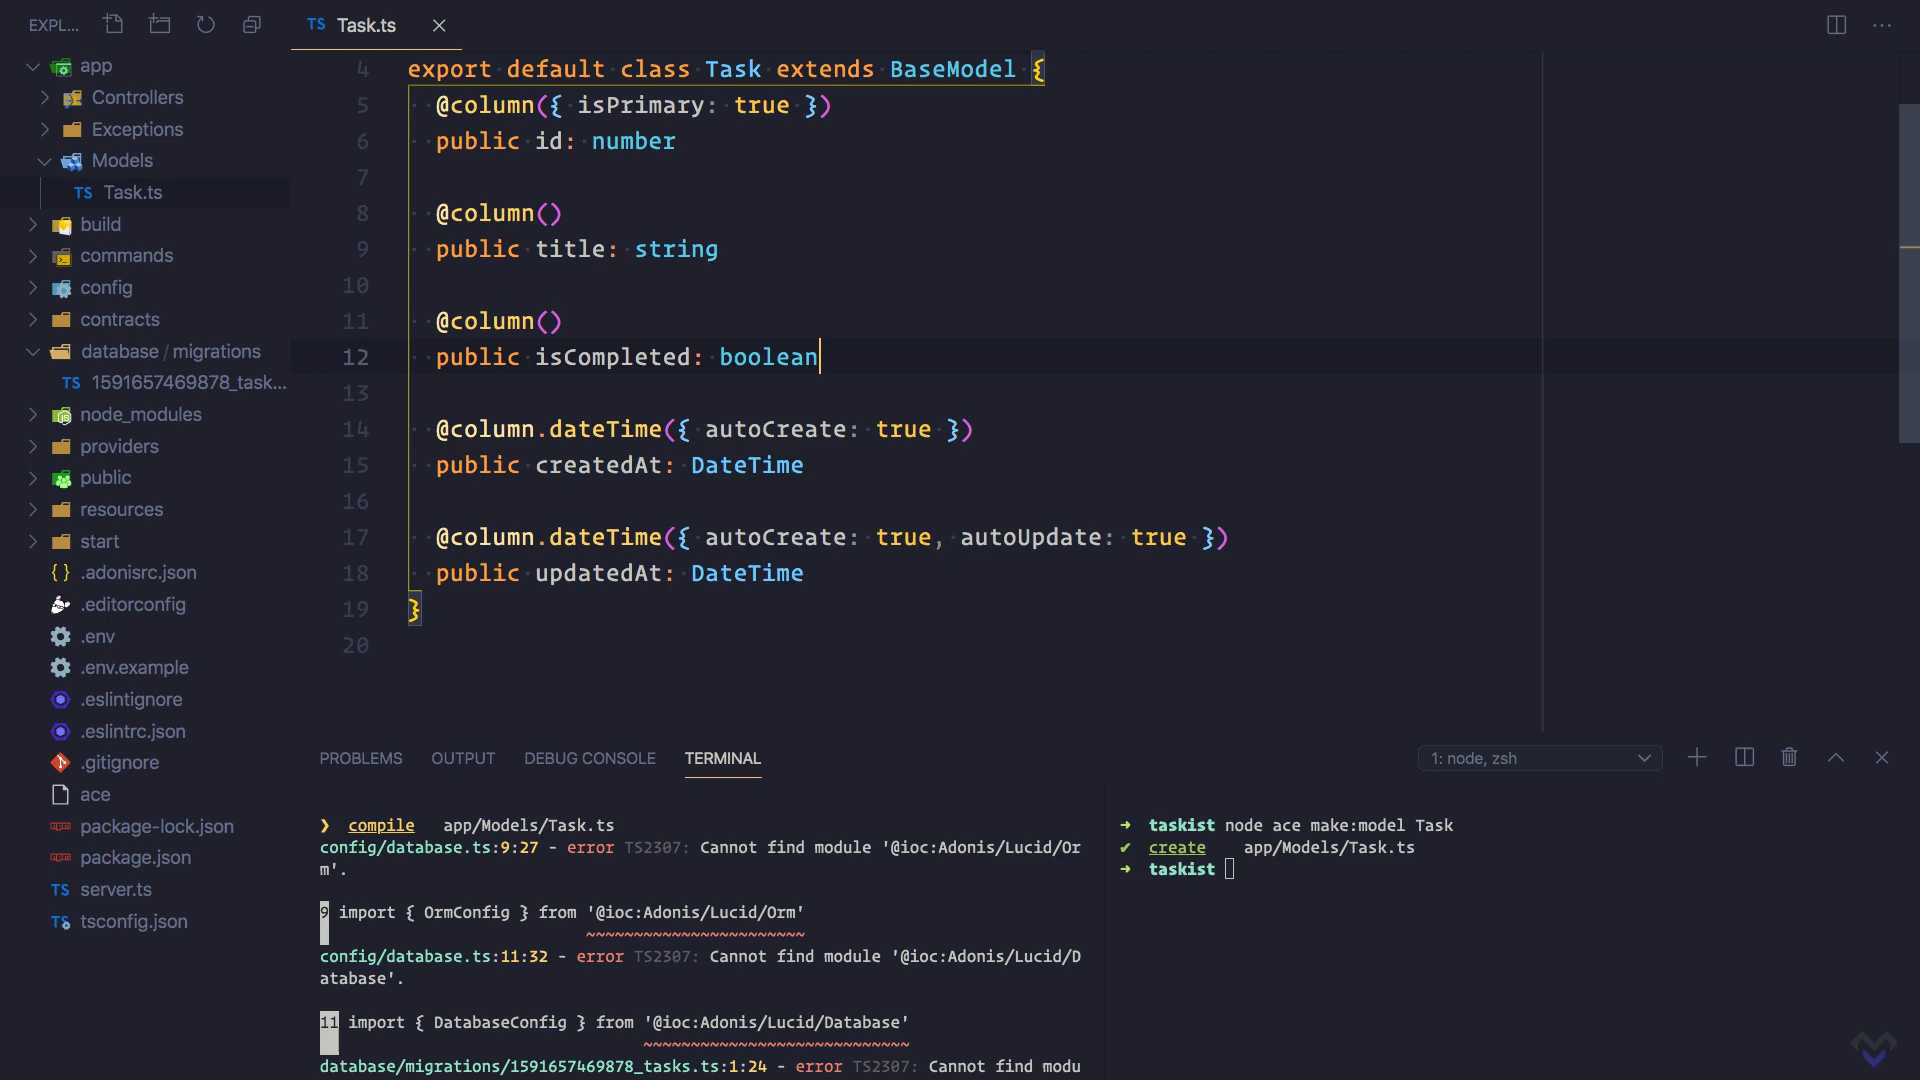 EXPL...
app
Controllers
Exceptions
Models
TS Task.ts
build
commands
config
contracts
database / migrations
TS 1591657469878_task...
node_modules
providers
public
resources
start
{ } .adonisrc.json
.editorconfig
.env
.env.example
.eslintignore
.eslintrc.json
.gitignore
ace
package-lock.json
package.json
TS server.ts
TS tsconfig.json
TS Task.ts
4 export default class Task extends BaseModel {
5 @column({ isPrimary: true })
6 public id: number
7
8 @column()
9 public title: string
10
11 @column()
12 public isCompleted: boolean
13
14 @column.dateTime({ autoCreate: true })
15 public createdAt: DateTime
16
17 @column.dateTime({ autoCreate: true, autoUpdate: true })
18 public updatedAt: DateTime
19 }
20
PROBLEMS OUTPUT DEBUG CONSOLE TERMINAL
1: node, zsh
❯ compile app/Models/Task.ts
config/database.ts:9:27 - error TS2307: Cannot find module '@ioc:Adonis/Lucid/Or
m'.
9 import { OrmConfig } from '@ioc:Adonis/Lucid/Orm'
~~~~~~~~~~~~~~~~~~~~~~~
config/database.ts:11:32 - error TS2307: Cannot find module '@ioc:Adonis/Lucid/D
atabase'.
11 import { DatabaseConfig } from '@ioc:Adonis/Lucid/Database'
~~~~~~~~~~~~~~~~~~~~~~~~~~~~
database/migrations/1591657469878_tasks.ts:1:24 - error TS2307: Cannot find modu
➜ taskist node ace make:model Task
✔ create app/Models/Task.ts
➜ taskist